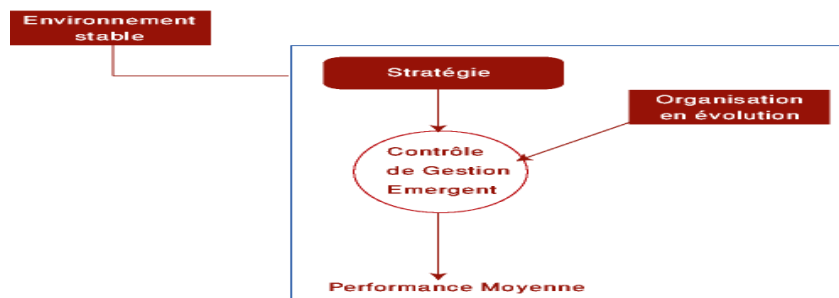 Environnement
stable
Stratégie
Organisation
en évolution
Contrôle
de Gestion
Emergent
Performance Moyenne